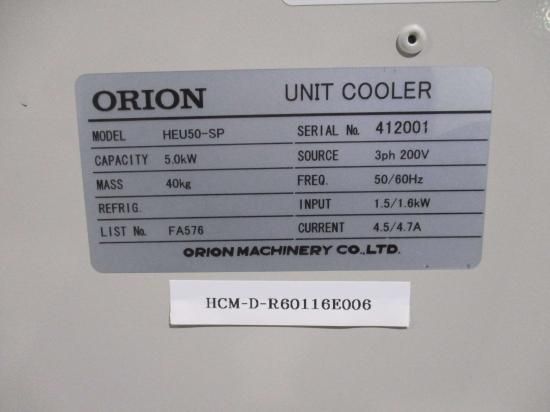 ORION UNIT COOLER
MODEL HEU50-SP SERIAL No. 412001
CAPACITY 5.0kW SOURCE 3ph 200V
MASS 40kg FREQ. 50/60Hz
REFRIG. INPUT 1.5/1.6kW
LIST No. FA576 CURRENT 4.5/4.7A
ORION MACHINERY CO.,LTD.
HCM-D-R60116E006